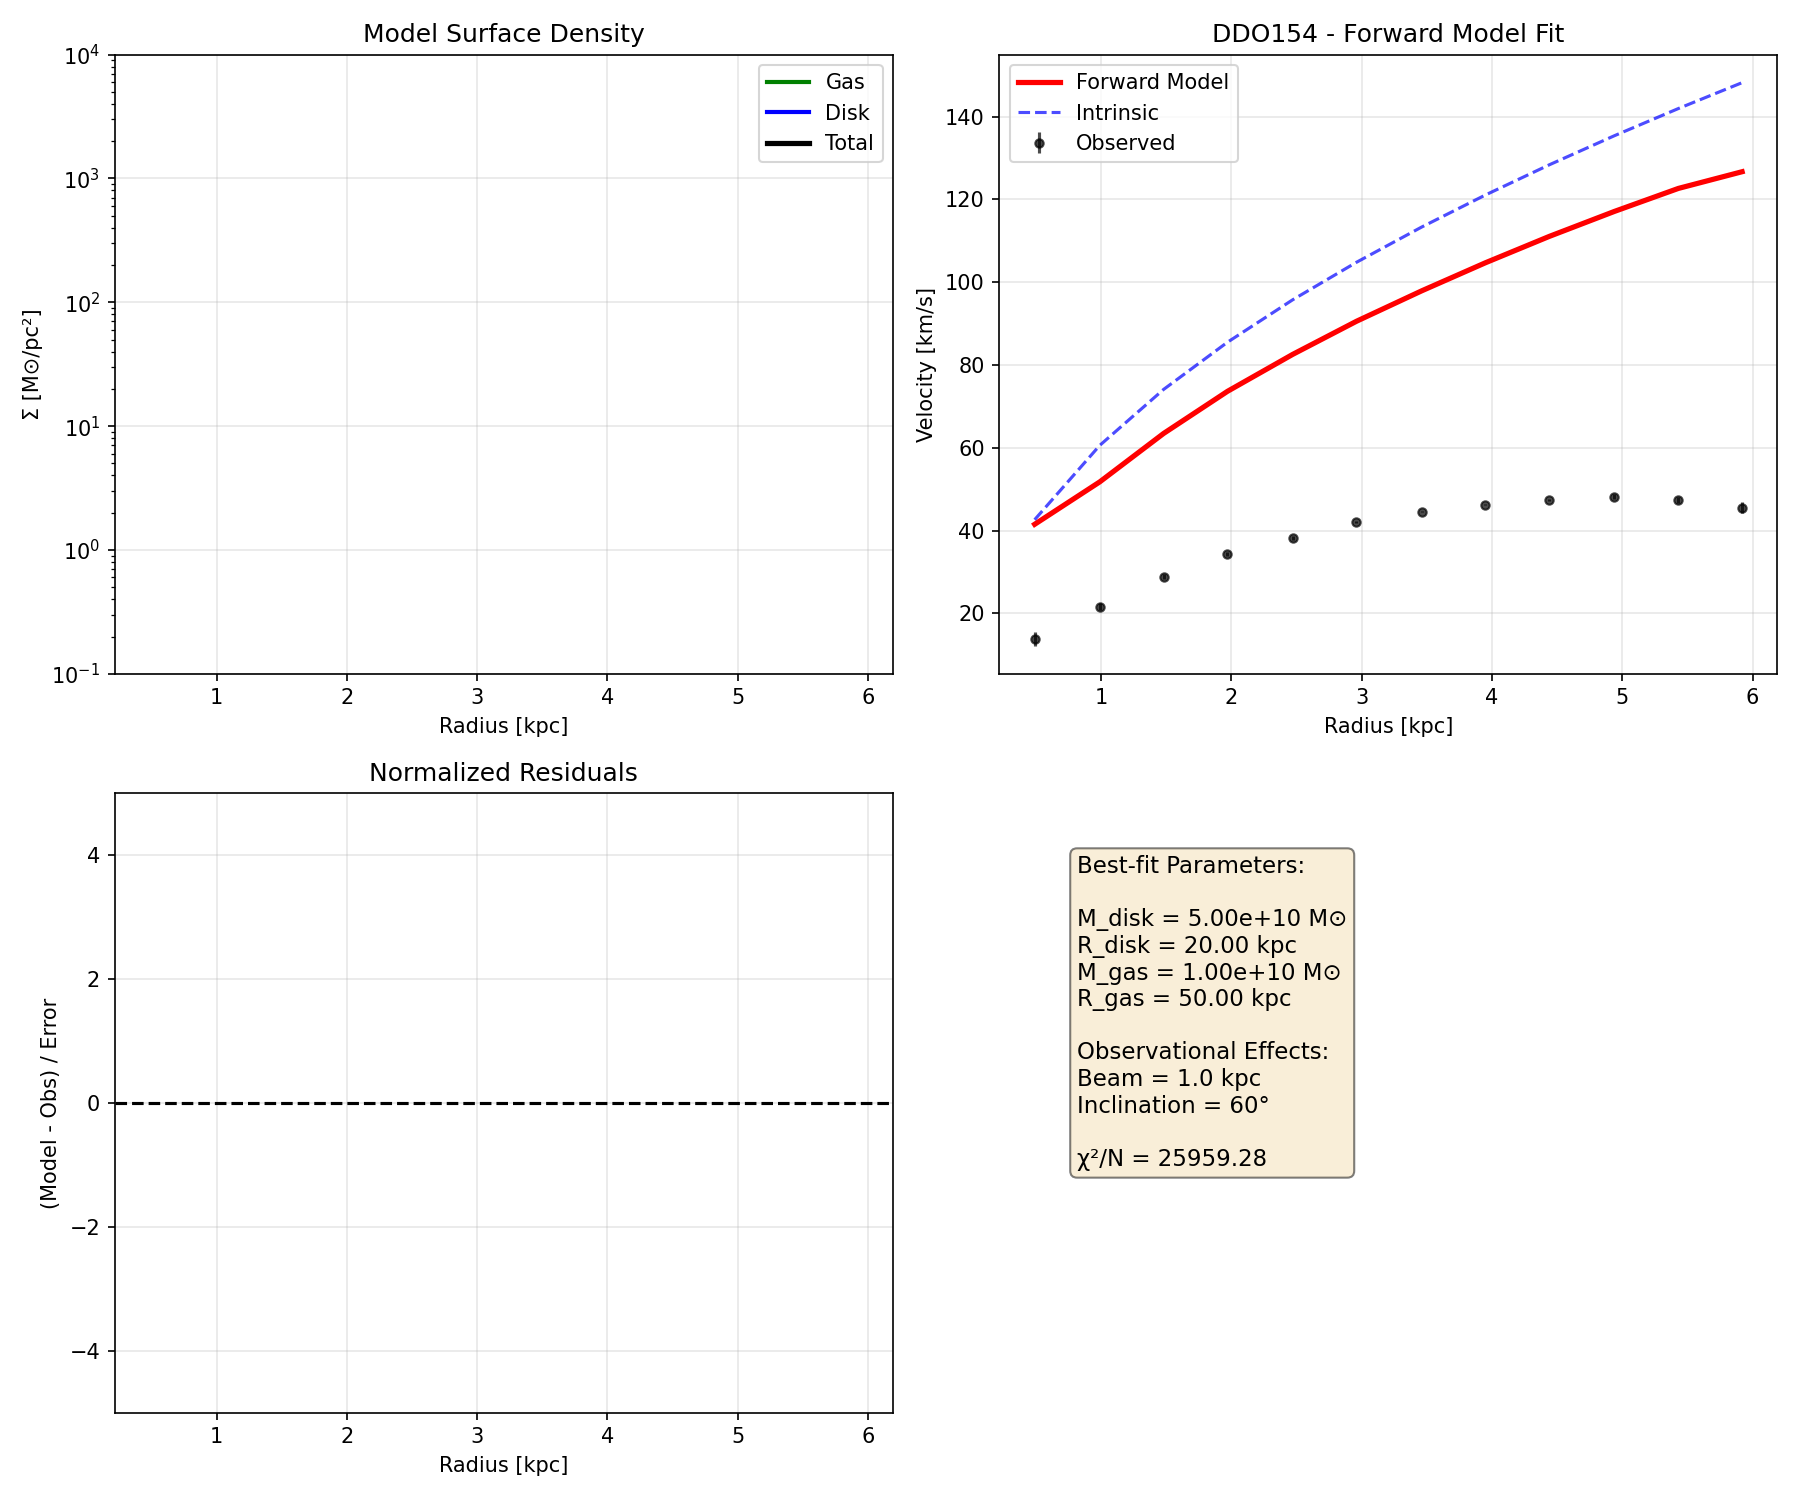 Model Surface Density
10⁴
10³
10²
10¹
10⁰
10⁻¹
Σ [M⊙/pc²]
Gas
Disk
Total
1 2 3 4 5 6
Radius [kpc]
DDO154 - Forward Model Fit
140
120
100
80
60
40
20
Velocity [km/s]
Forward Model
Intrinsic
Observed
1 2 3 4 5 6
Radius [kpc]
Normalized Residuals
4
2
0
−2
−4
(Model - Obs) / Error
1 2 3 4 5 6
Radius [kpc]
Best-fit Parameters:
M_disk = 5.00e+10 M⊙
R_disk = 20.00 kpc
M_gas = 1.00e+10 M⊙
R_gas = 50.00 kpc
Observational Effects:
Beam = 1.0 kpc
Inclination = 60°
χ²/N = 25959.28